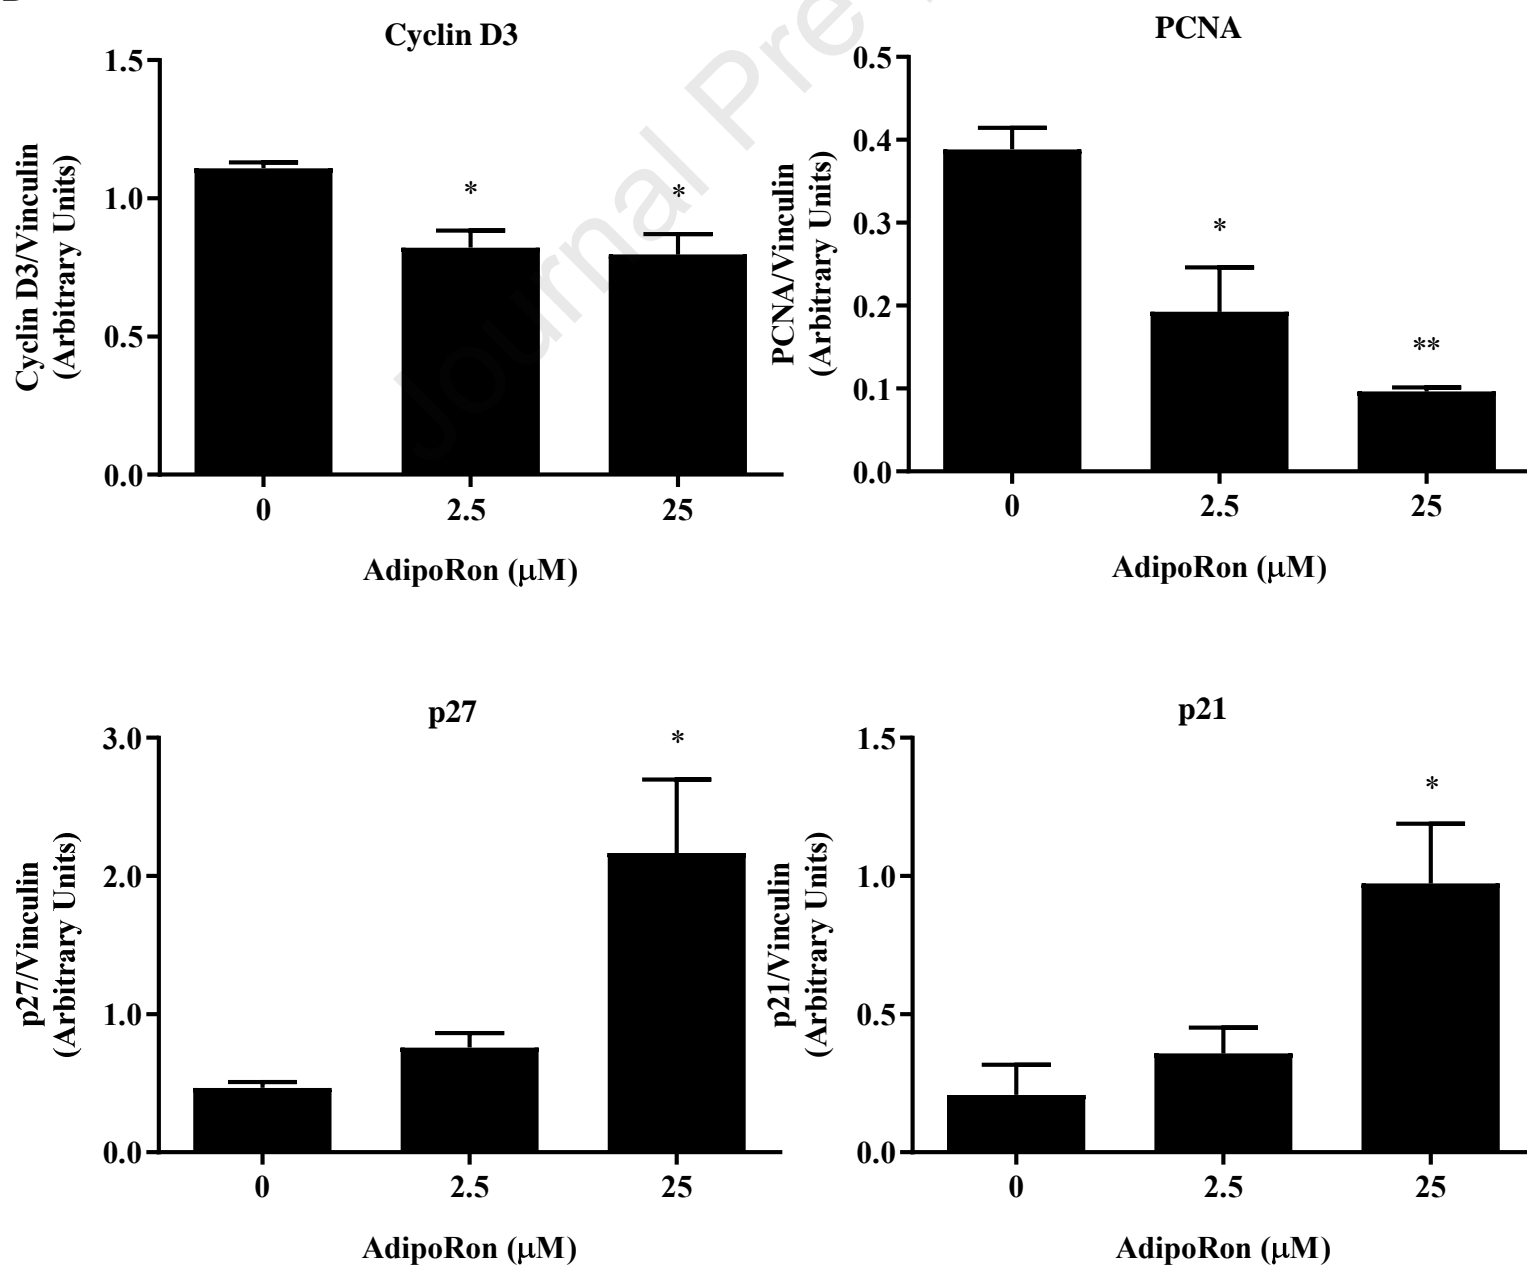 Cyclin D3
1.5
1.0
0.5
0.0
Cyclin D3/Vinculin
(Arbitrary Units)
*
*
0
2.5
25
AdipoRon (μM)
PCNA
0.5
0.4
0.3
0.2
0.1
0.0
PCNA/Vinculin
(Arbitrary Units)
*
**
0
2.5
25
AdipoRon (μM)
p27
3.0
2.0
1.0
0.0
p27/Vinculin
(Arbitrary Units)
*
0
2.5
25
AdipoRon (μM)
p21
1.5
1.0
0.5
0.0
p21/Vinculin
(Arbitrary Units)
*
0
2.5
25
AdipoRon (μM)
Journal Pre